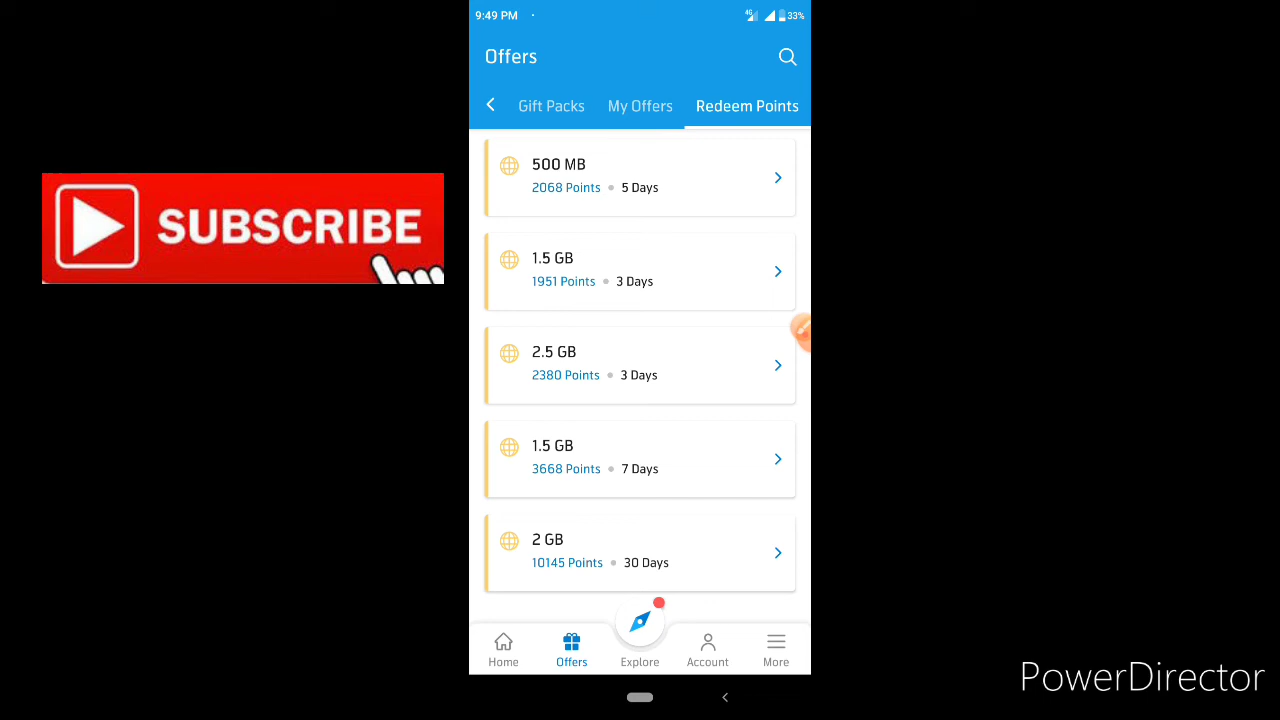 9:49 PM
4G
33%
Offers
Gift Packs My Offers Redeem Points
500 MB
2068 Points • 5 Days
1.5 GB
1951 Points • 3 Days
2.5 GB
2380 Points • 3 Days
1.5 GB
3668 Points • 7 Days
2 GB
10145 Points • 30 Days
Home Offers Explore Account More
SUBSCRIBE
PowerDirector